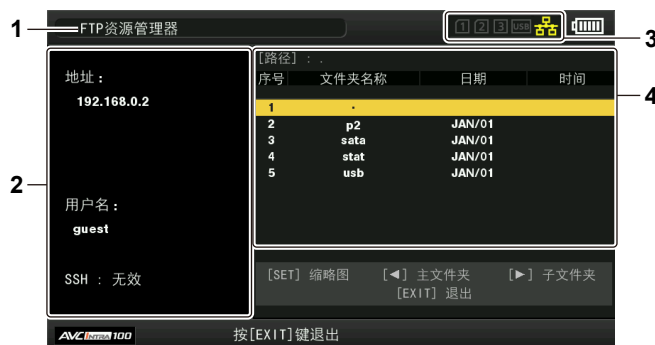 1 FTP资源管理器 1 2 3 USB 3
[路径] : .
地址：
192.168.0.2
序号 文件夹名称 日期 时间
4
1 .
2 p2 JAN/01
3 sata JAN/01
4 stat JAN/01
5 usb JAN/01
2
用户名：
guest
SSH : 无效
[SET] 缩略图 [◀] 主文件夹 [▶] 子文件夹
[EXIT] 退出
AVC INTRA 100 按[EXIT]键退出